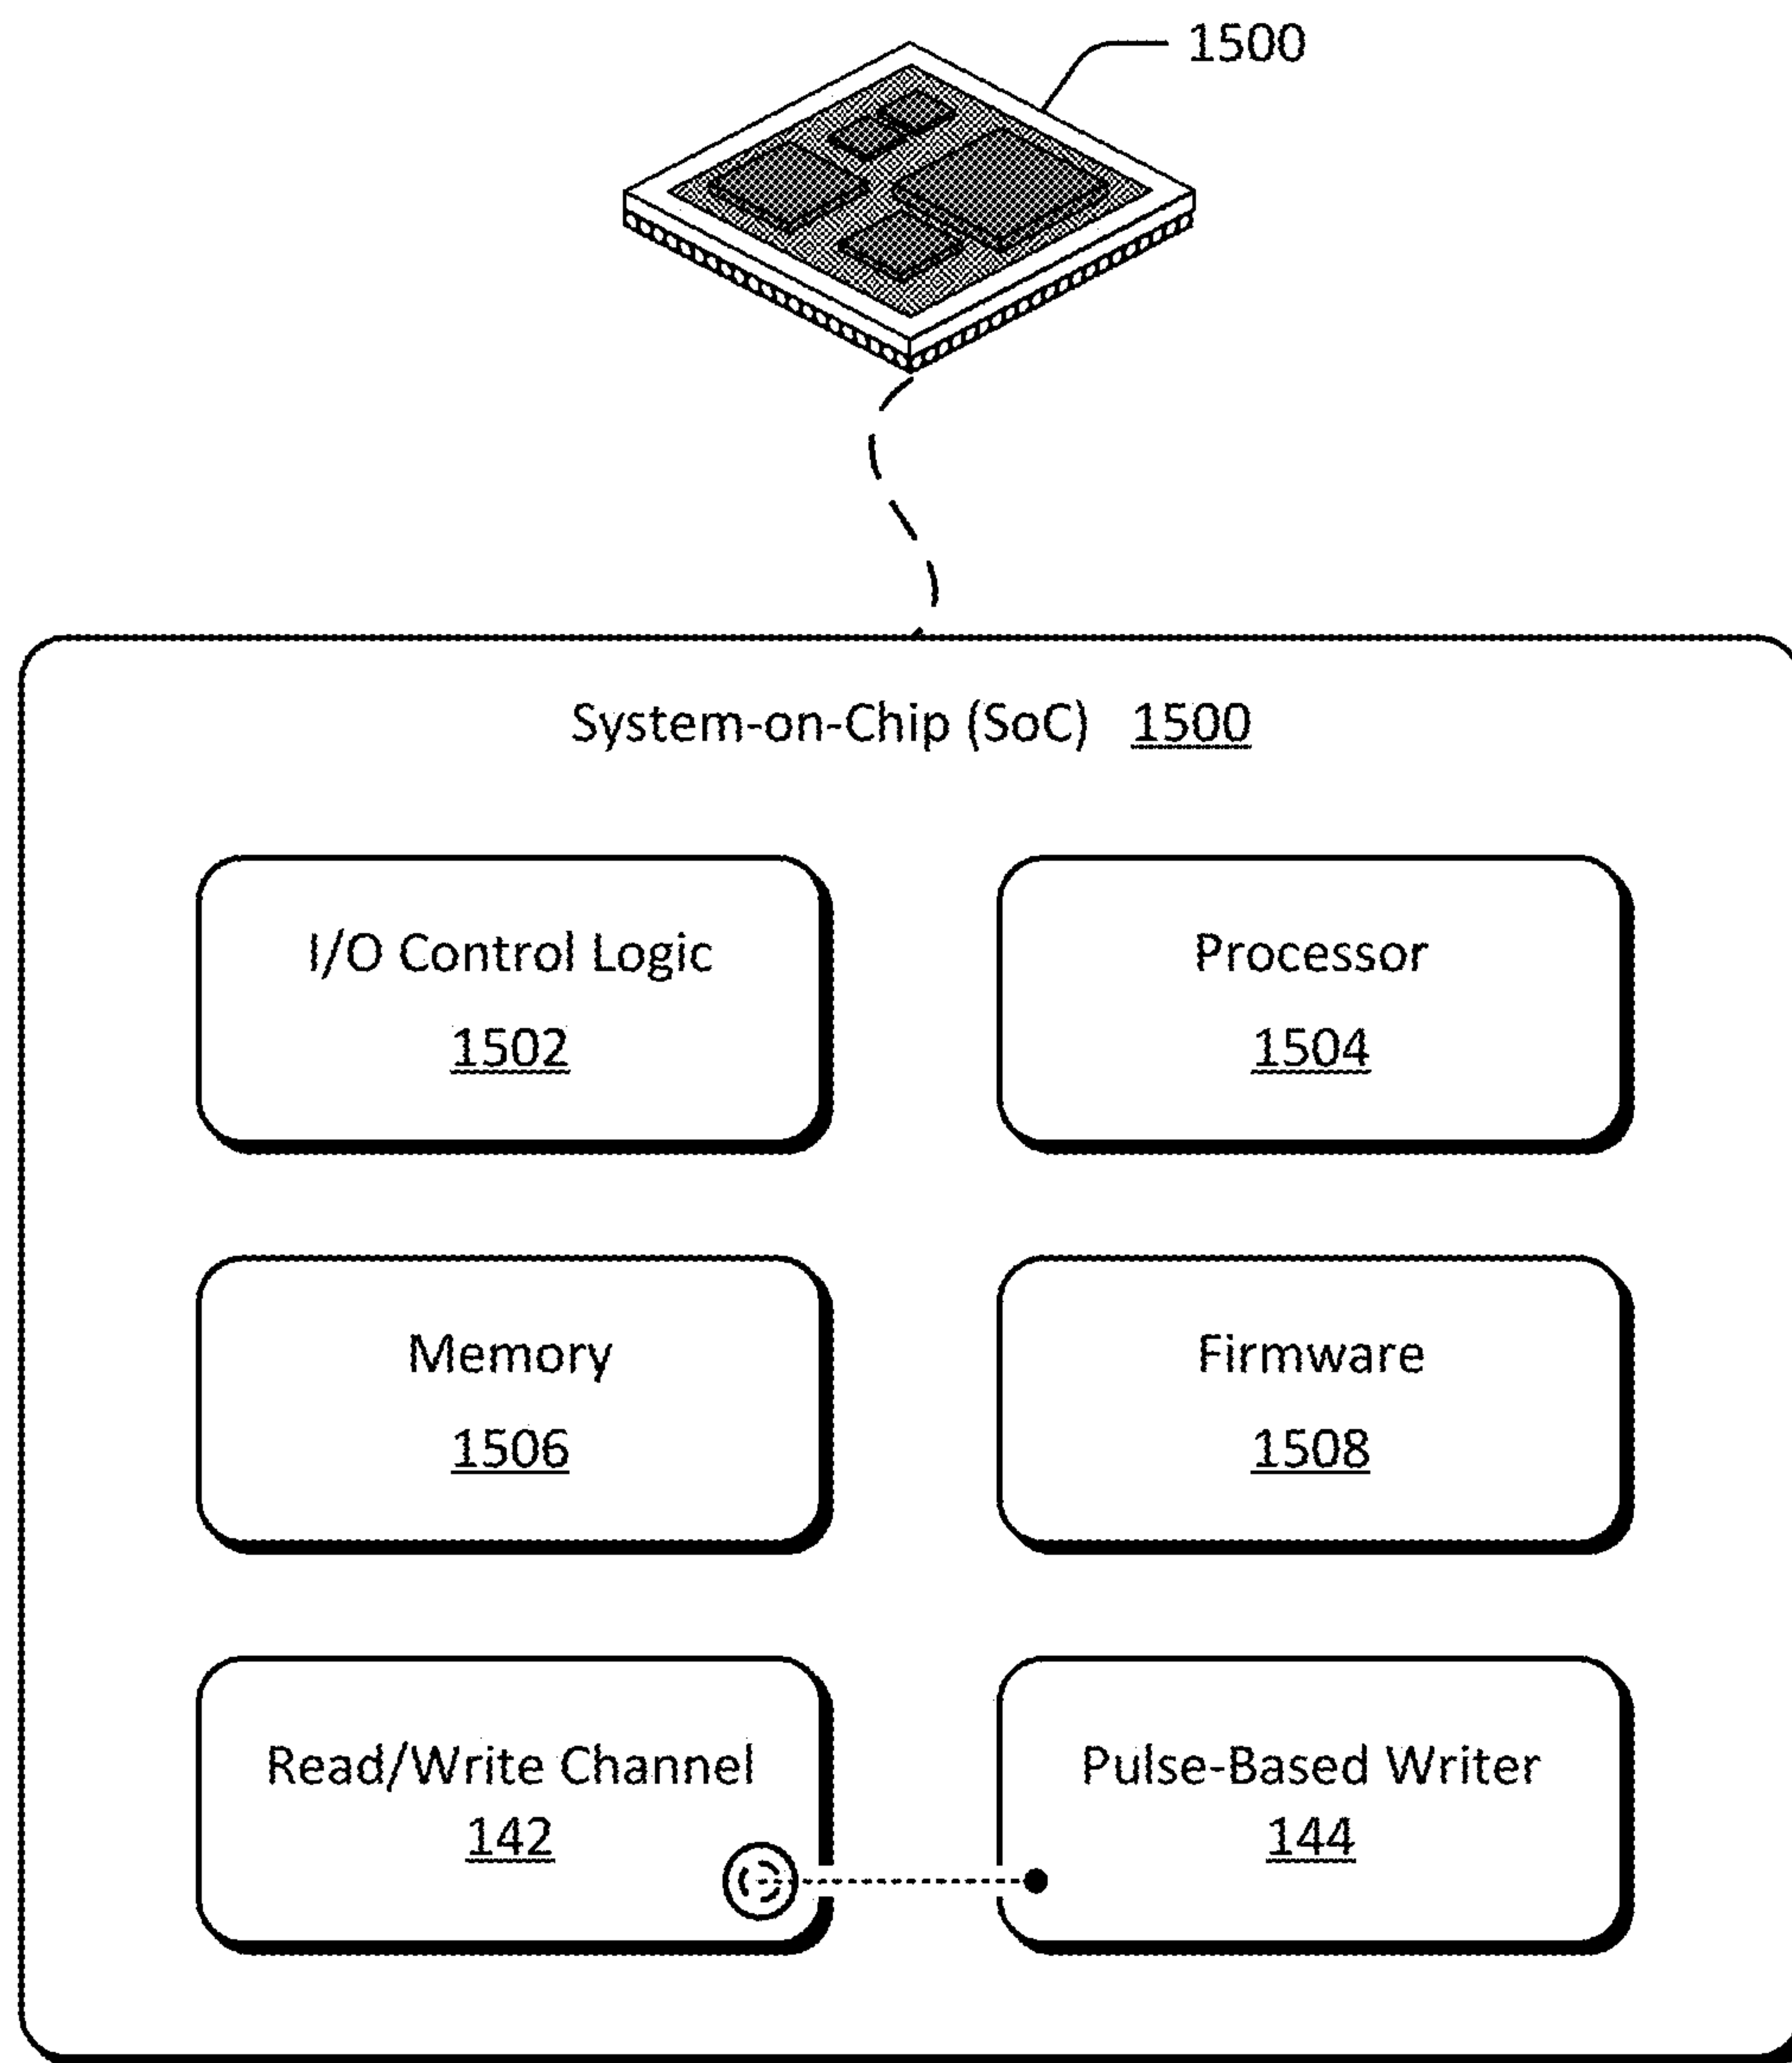 1500
System-on-Chip (SoC) 1500
I/O Control Logic
1502
Processor
1504
Memory
1506
Firmware
1508
Read/Write Channel
142
Pulse-Based Writer
144